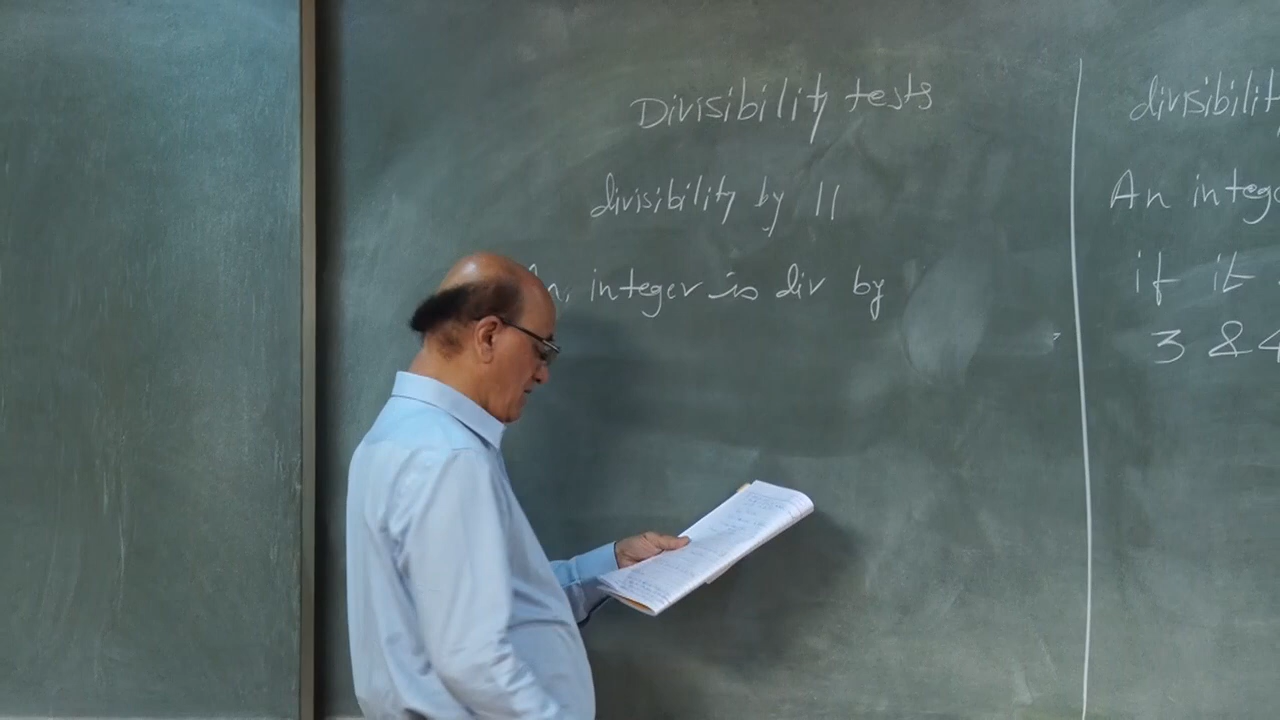 Divisibility tests
divisibility by 11
An, integer is div by
divisibilit
An intege
if it
3 & 4